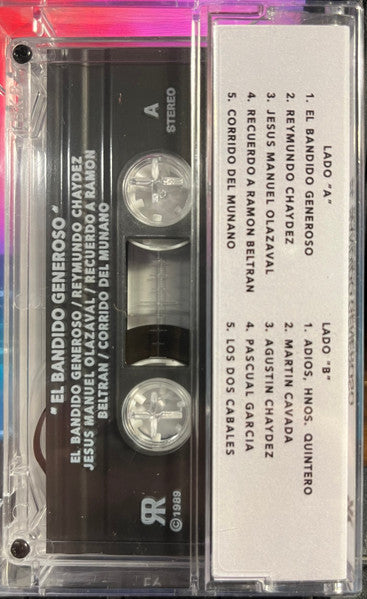 LADO "A"
1. EL BANDIDO GENEROSO
2. REYMUNDO CHAYDEZ
3. JESUS MANUEL OLAZAVAL
4. RECUERDO A RAMON BELTRAN
5. CORRIDO DEL MUNANO
LADO "B"
1. ADIOS, HNOS. QUINTERO
2. MARTIN CAVADA
3. AGUSTIN CHAYDEZ
4. PASCUAL GARCIA
5. LOS DOS CABALES
A
STEREO
" EL BANDIDO GENEROSO "
EL BANDIDO GENEROSO / REYMUNDO CHAYDEZ
JESUS MANUEL OLAZAVAL / RECUERDO A RAMON
BELTRAN / CORRIDO DEL MUNANO
RR
©1989